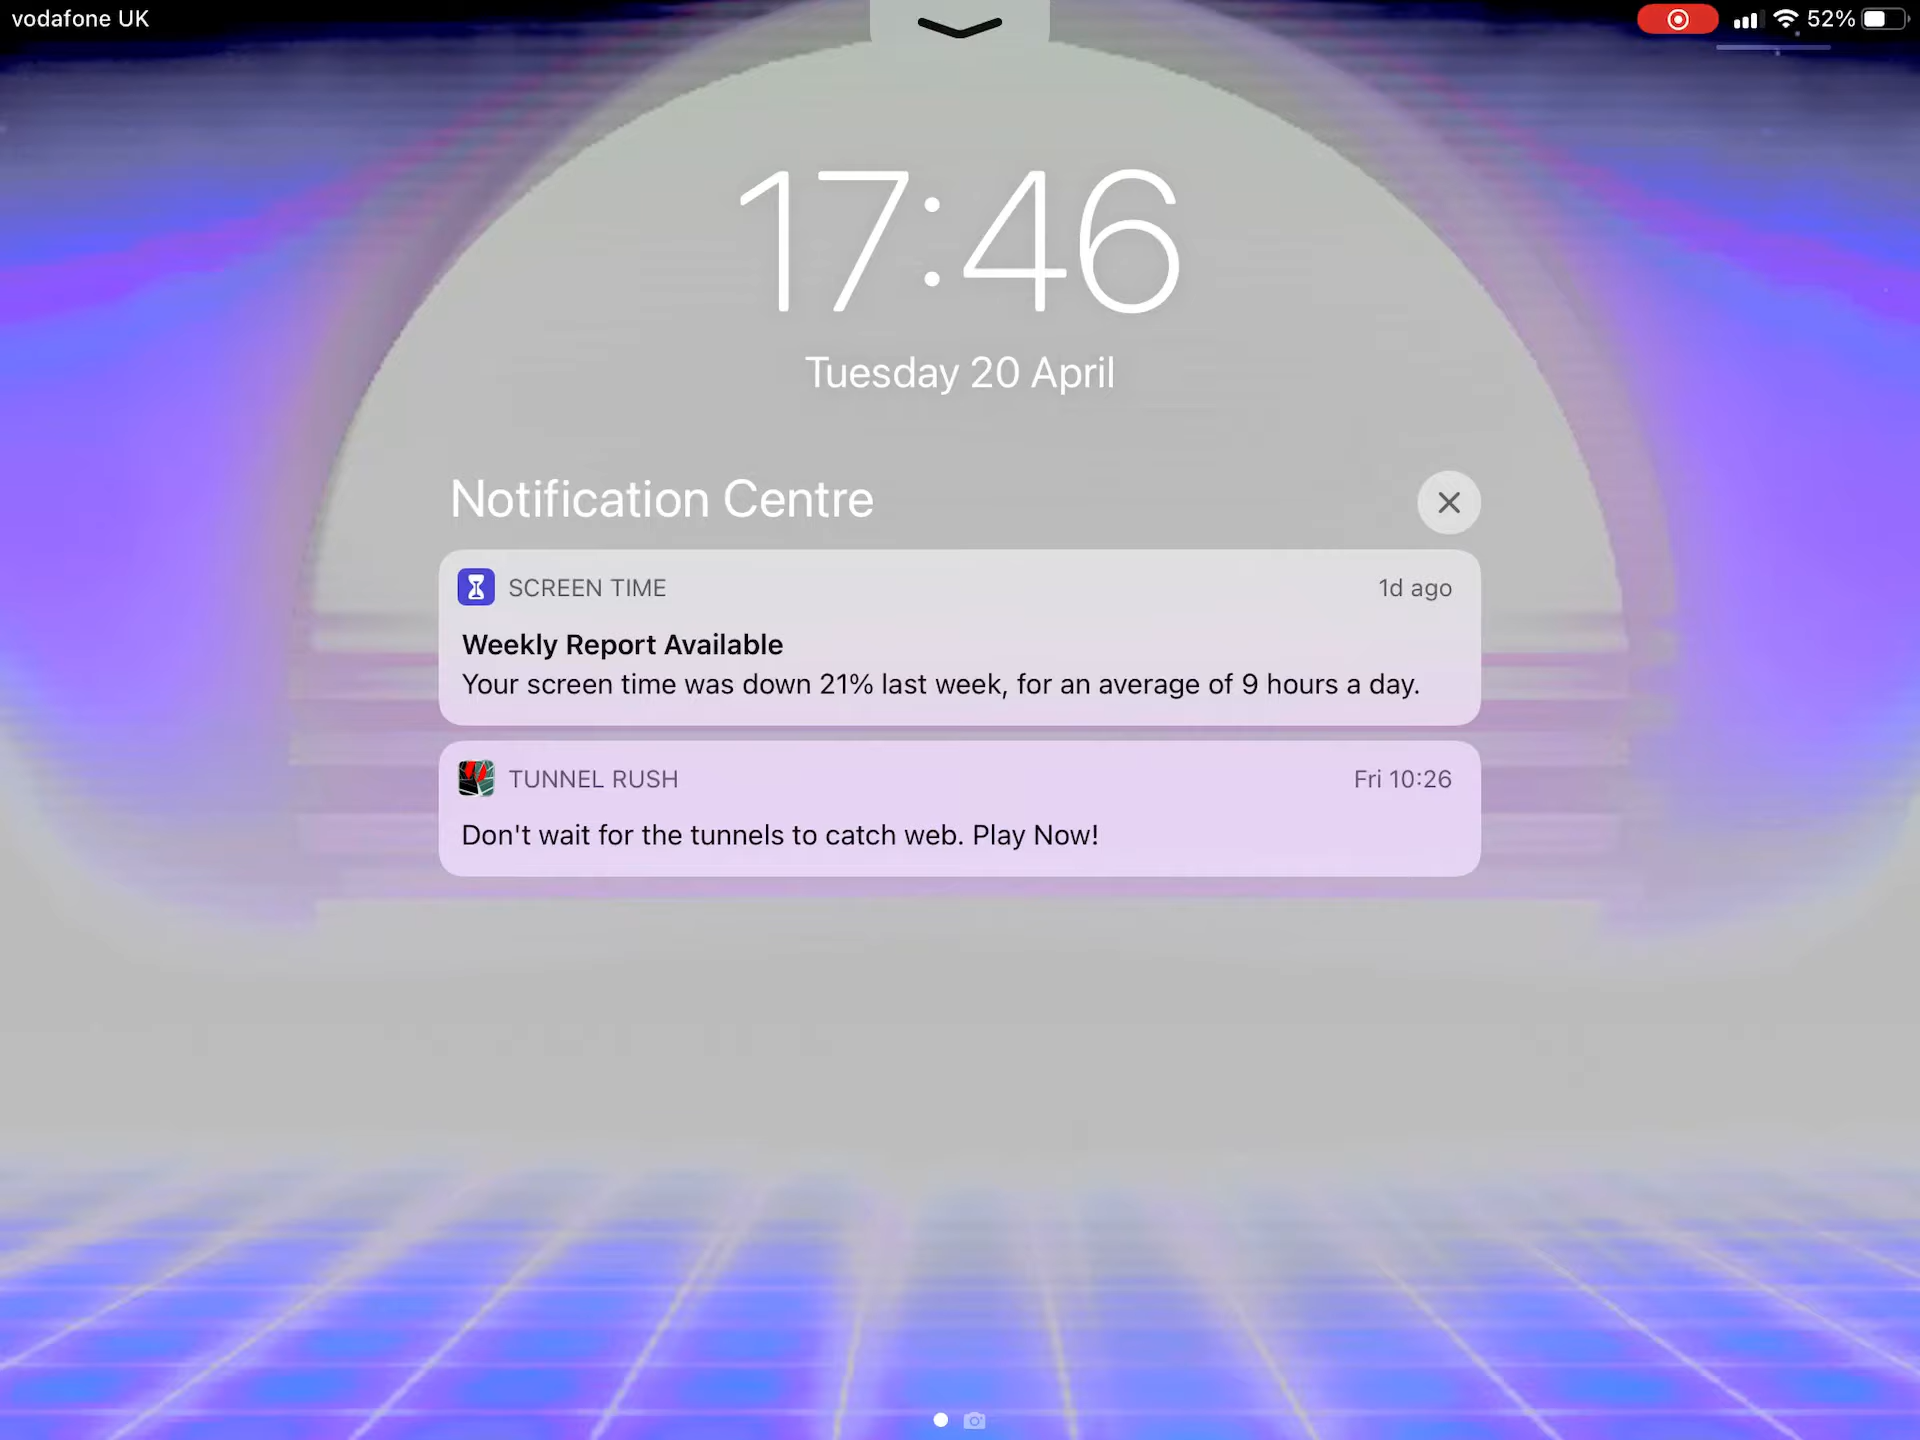 vodafone UK
52%
17:46
Tuesday 20 April
Notification Centre
SCREEN TIME
1d ago
Weekly Report Available
Your screen time was down 21% last week, for an average of 9 hours a day.
TUNNEL RUSH
Fri 10:26
Don't wait for the tunnels to catch web. Play Now!